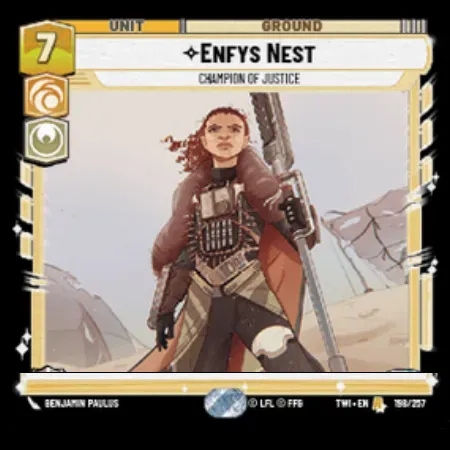 UNIT
GROUND
7
ENFYS NEST
CHAMPION OF JUSTICE
BENJAMIN PAULUS
© LFL © FFG
TWI • EN
198/257